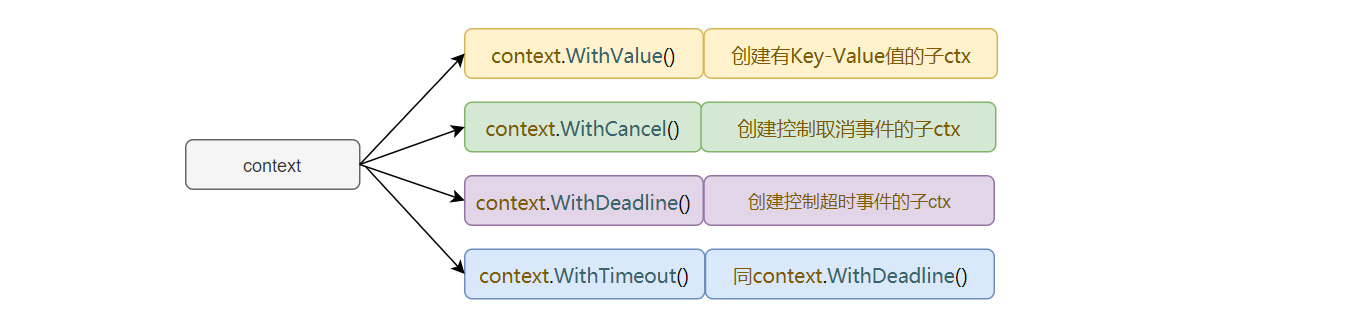 context
context.WithValue()
创建有Key-Value值的子ctx
context.WithCancel()
创建控制取消事件的子ctx
context.WithDeadline()
创建控制超时事件的子ctx
context.WithTimeout()
同context.WithDeadline()